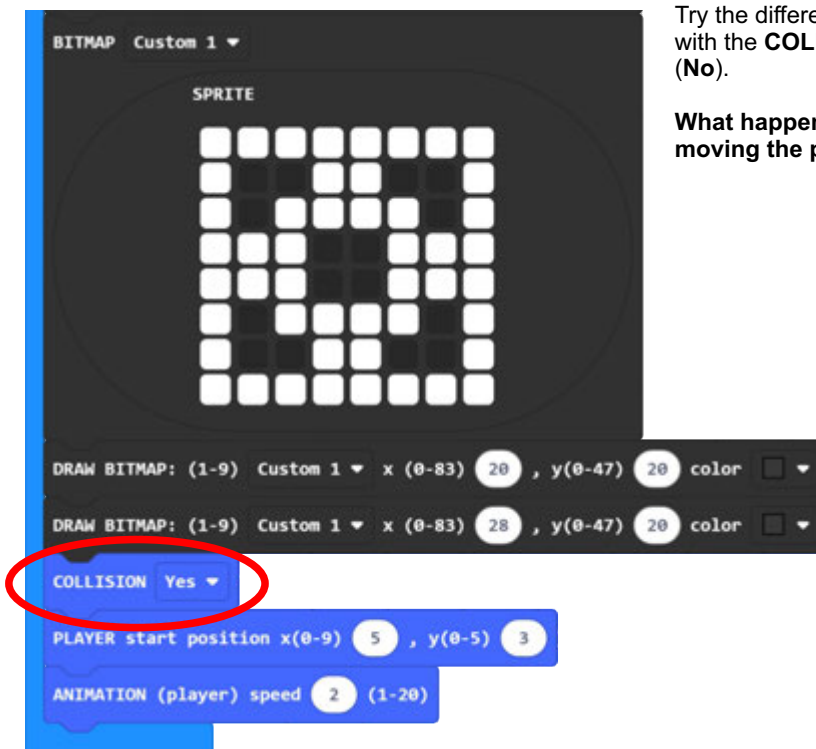 Try the differe
with the COL
(No).
What happe
moving the p
BITMAP Custom 1
SPRITE
DRAW BITMAP: (1-9) Custom 1 x (0-83) 20 , y(0-47) 20 color
DRAW BITMAP: (1-9) Custom 1 x (0-83) 28 , y(0-47) 20 color
COLLISION Yes
PLAYER start position x(0-9) 5 , y(0-5) 3
ANIMATION (player) speed 2 (1-20)